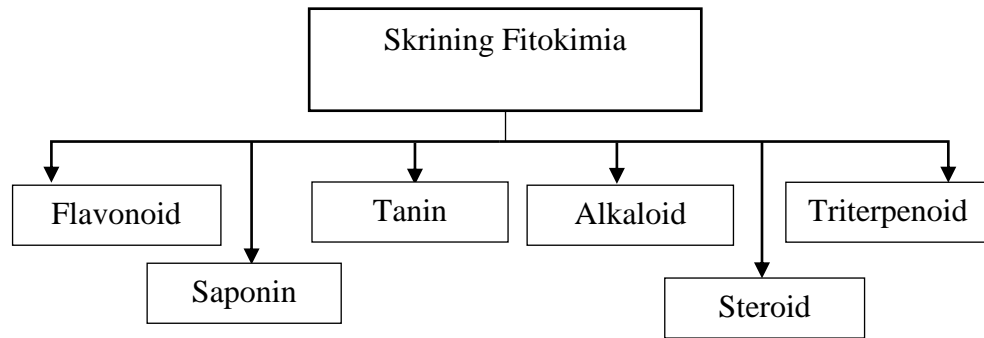 Skrining Fitokimia
Flavonoid
Tanin
Alkaloid
Triterpenoid
Saponin
Steroid